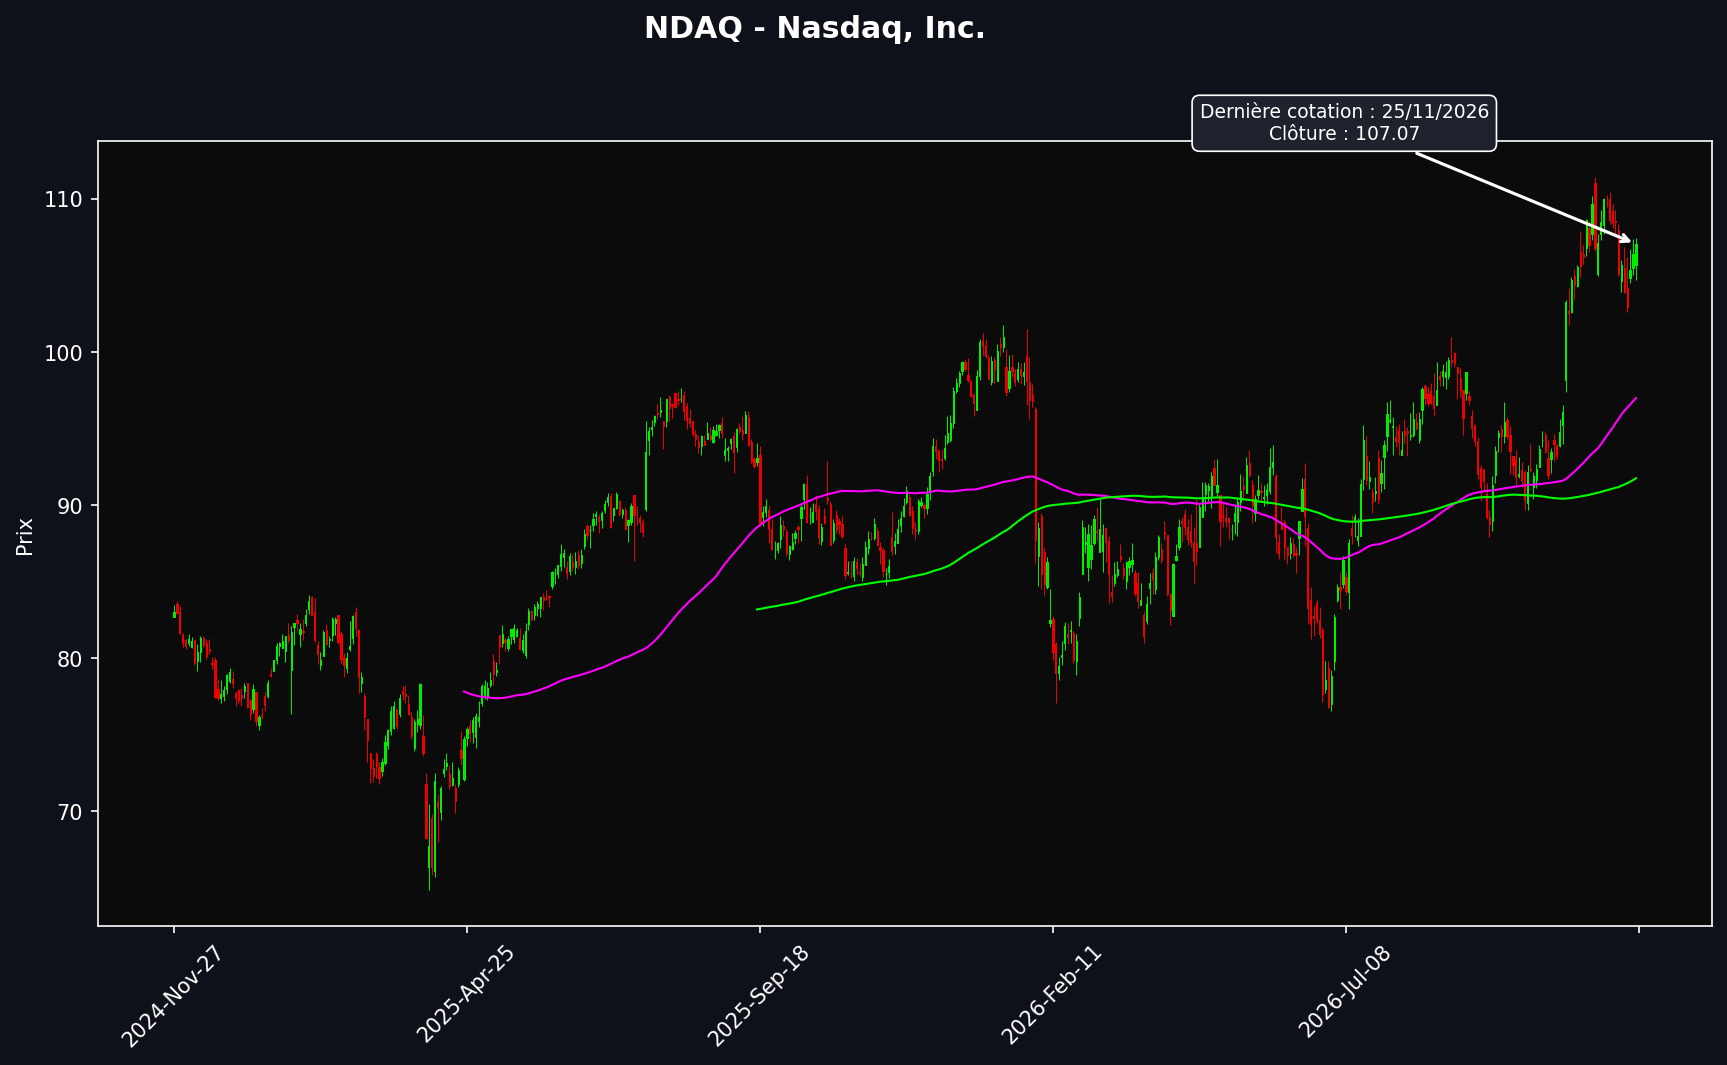 NDAQ - Nasdaq, Inc.
Dernière cotation : 25/11/2026
Clôture : 107.07
110
100
90
80
70
Prix
2024-Nov-27
2025-Apr-25
2025-Sep-18
2026-Feb-11
2026-Jul-08